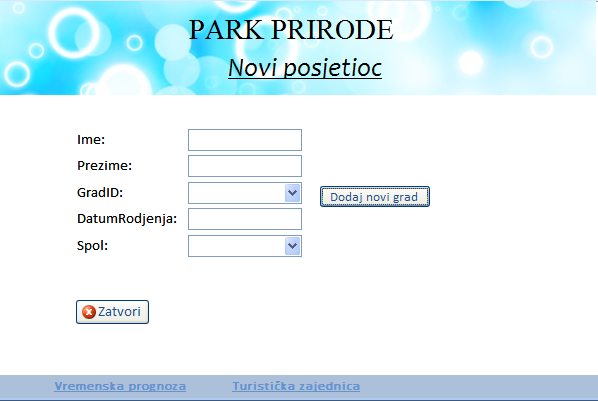 PARK PRIRODE
Novi posjetioc
Ime:
Prezime:
GradID:
Dodaj novi grad
DatumRodjenja:
Spol:
Zatvori
Vremenska prognoza Turistička zajednica